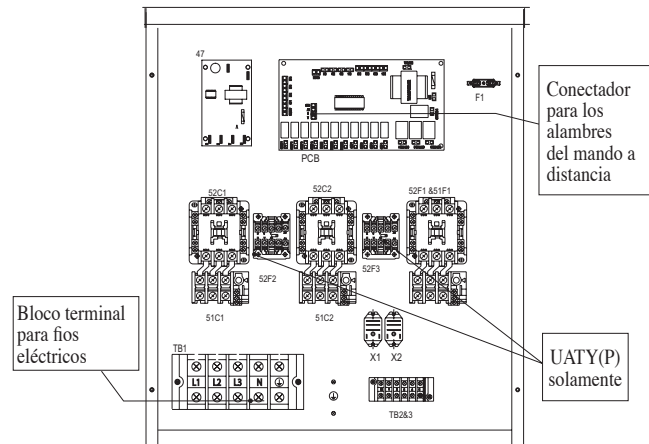 47
PCB
F1
Conectador
para los
alambres
del mando a
distancia
52C1
52C2
52F1 &51F1
52F2
52F3
51C1
51C2
Bloco terminal
para fios
eléctricos
X1
X2
UATY(P)
solamente
TB1
L1
L2
L3
N
TB2&3